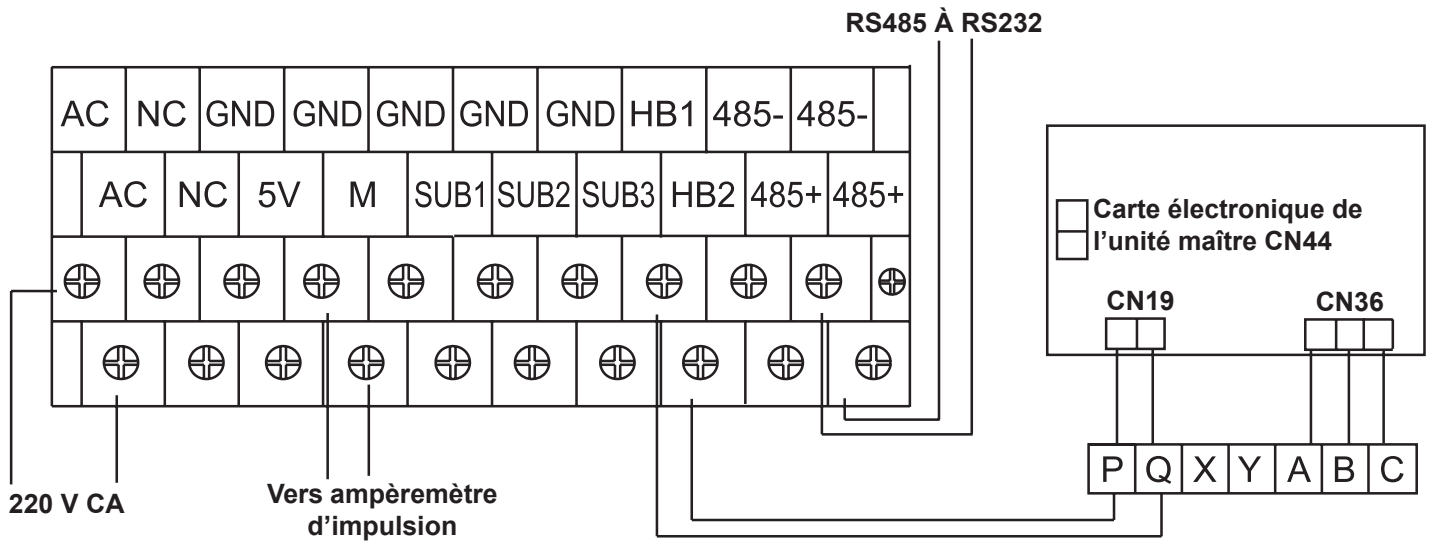 RS485 À RS232
AC NC GND GND GND GND GND HB1 485- 485-
AC NC 5V M SUB1 SUB2 SUB3 HB2 485+ 485+
Carte électronique de
l’unité maître CN44
CN19 CN36
P Q X Y A B C
220 V CA
Vers ampèremètre
d’impulsion